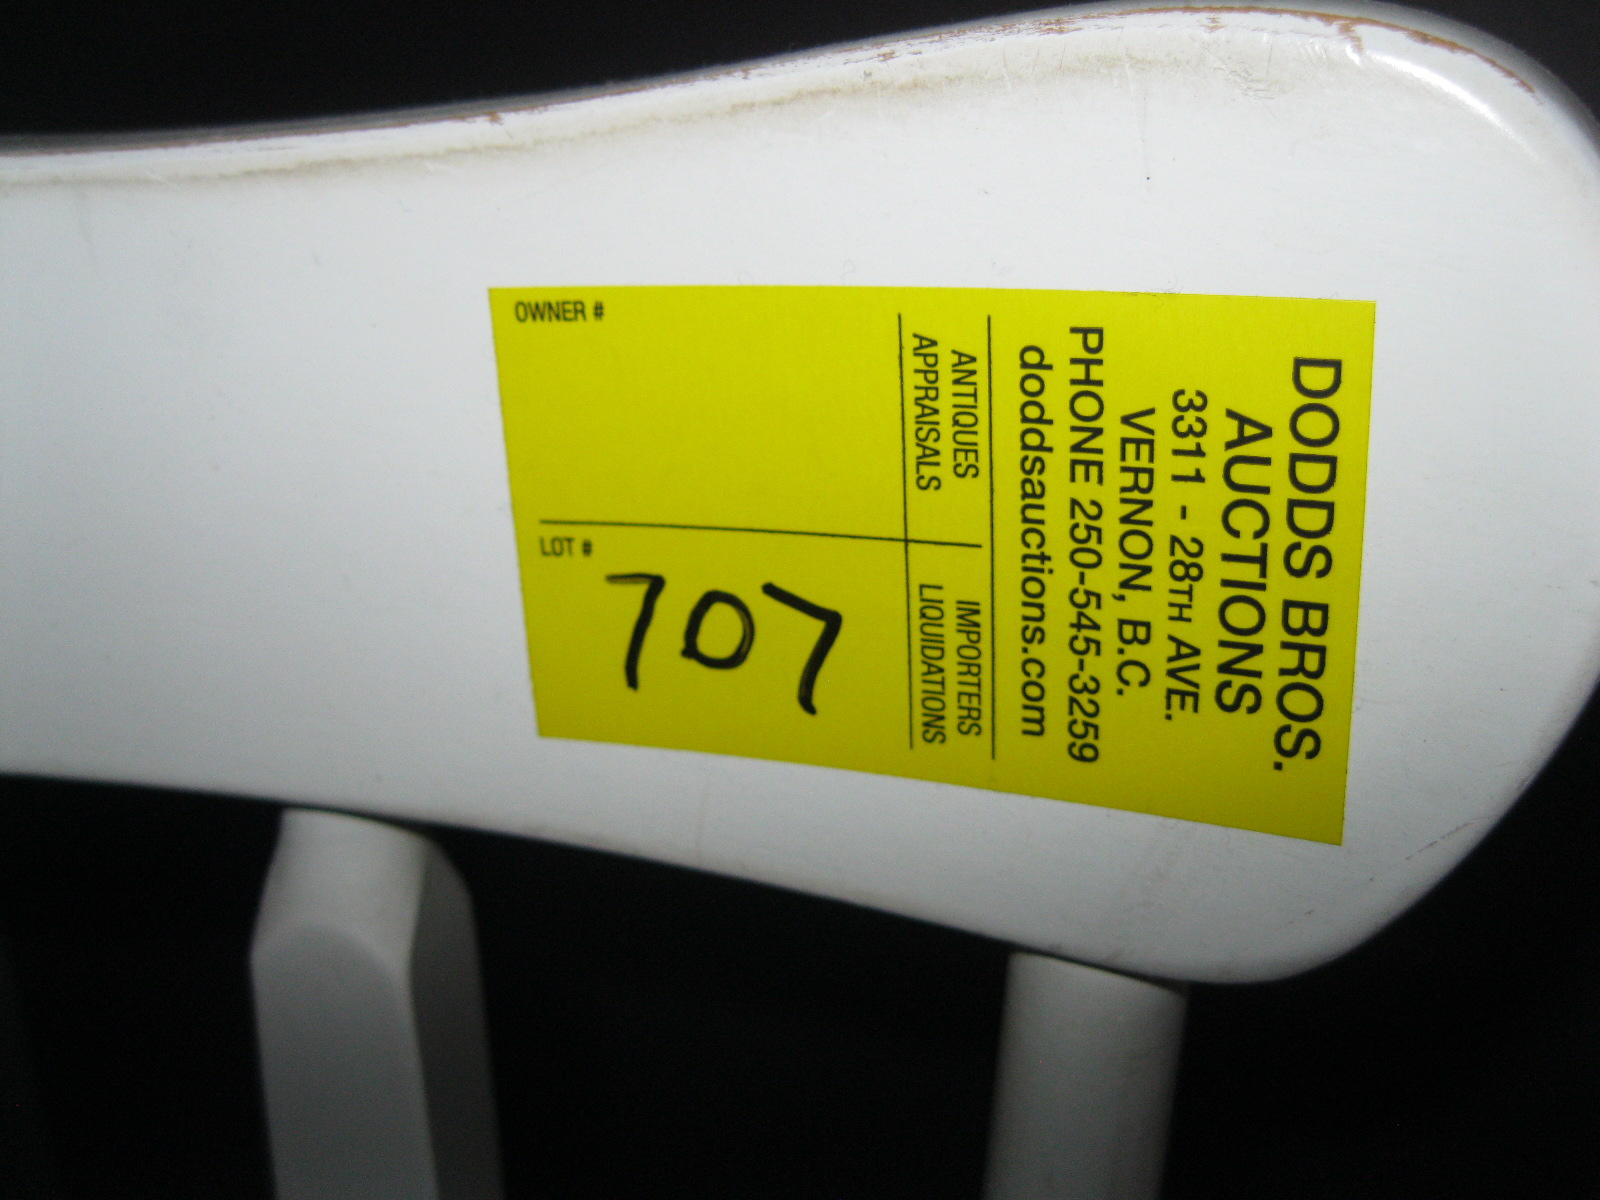 DODDS BROS.
AUCTIONS
3311 - 28TH AVE.
VERNON, B.C.
PHONE 250-545-3259
doddsauctions.com
ANTIQUES
APPRAISALS
IMPORTERS
LIQUIDATIONS
OWNER #
LOT #
707